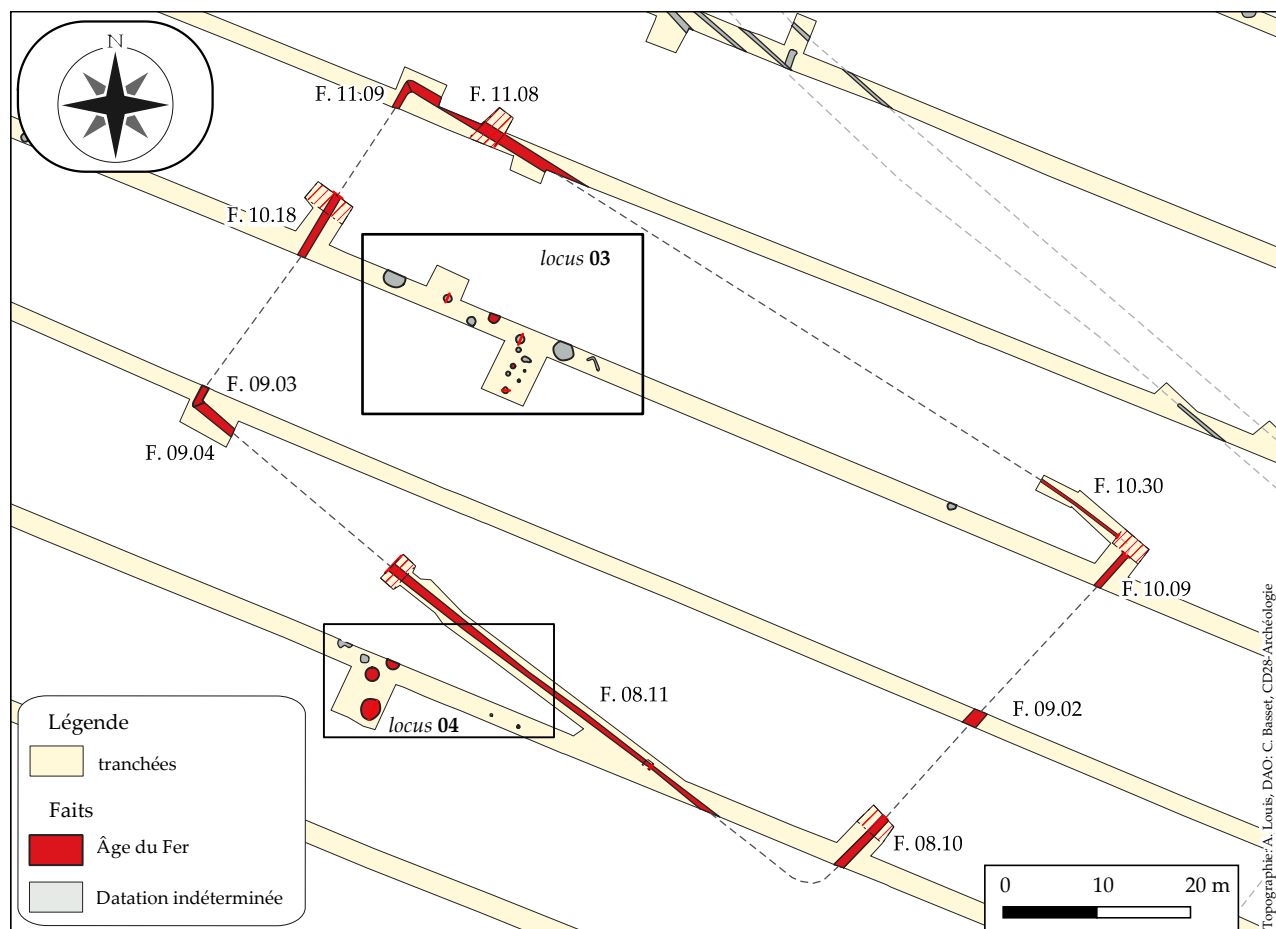 N
F. 11.09
F. 11.08
F. 10.18
locus 03
F. 09.03
F. 09.04
F. 10.30
F. 10.09
F. 08.11
F. 09.02
locus 04
F. 08.10
Légende
tranchées
Faits
Âge du Fer
Datation indéterminée
0 10 20 m
Topographie: A. Louis, DAO: C. Basset, CD28-Archéologie